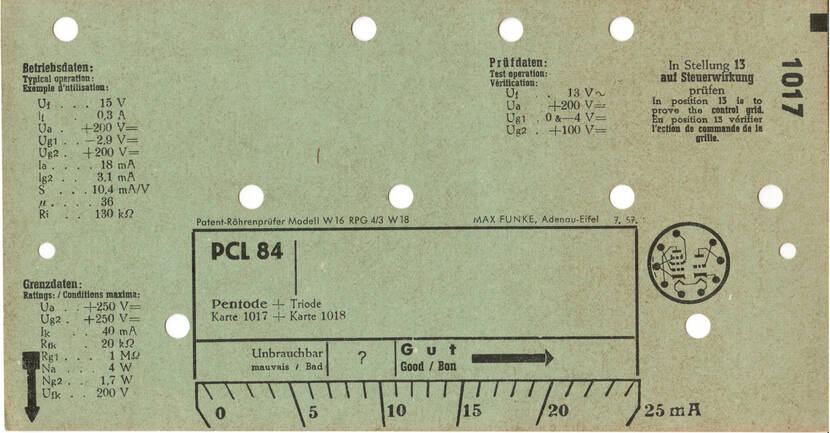 Betriebsdaten:
Typical operation:
Exemple d'utilisation:
Uf . . . 15 V
If . . . 0,3 A
Ua . +200 V=
Ug1 . −2,9 V=
Ug2 . +200 V=
Ia . . . . 18 mA
Ig2 . . . 3,1 mA
S . . . 10,4 mA/V
μ . . . . 36
Ri . . 130 kΩ
Prüfdaten:
Test operation:
Vérification:
Uf . 13 V~
Ua +200 V=
Ug1 0 &−4 V=
Ug2 . +100 V=
In Stellung 13
auf Steuerwirkung
prüfen
In position 13 is to
prove the control grid.
En position 13 vérifier
l'ection de commande de la
grille.
1017
Patent-Röhrenprüfer Modell W 16 RPG 4/3 W 18
MAX FUNKE, Adenau-Eifel
7. 57.
PCL 84
Pentode + Triode
Karte 1017 + Karte 1018
Grenzdaten:
Ratings: / Conditions maxima:
Ua . +250 V=
Ug2 . +250 V=
Ik . . 40 mA
Rfk . . 20 kΩ
Rg1 . . 1 MΩ
Na . . 4 W
Ng2 . . 1,7 W
Ufk . . 200 V
Unbrauchbar
mauvais / Bad
?
Gut
Good / Bon
0 5 10 15 20 25 mA